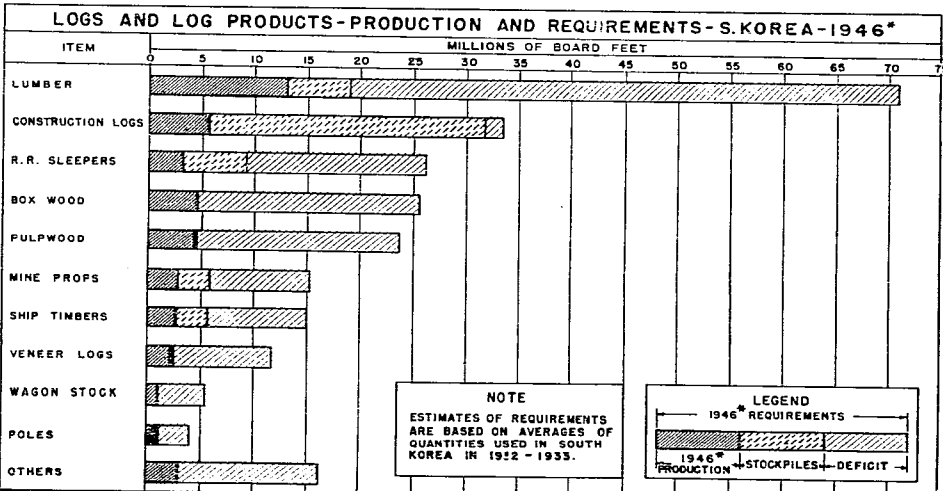 LOGS AND LOG PRODUCTS-PRODUCTION AND REQUIREMENTS-S.KOREA-1946*
ITEM
MILLIONS OF BOARD FEET
0 5 10 15 20 25 30 35 40 45 50 55 60 65 70 7
LUMBER
CONSTRUCTION LOGS
R.R. SLEEPERS
BOX WOOD
PULPWOOD
MINE PROPS
SHIP TIMBERS
VENEER LOGS
WAGON STOCK
POLES
OTHERS
NOTE
ESTIMATES OF REQUIREMENTS
ARE BASED ON AVERAGES OF
QUANTITIES USED IN SOUTH
KOREA IN 1932-1933.
LEGEND
1946* REQUIREMENTS
1946*
PRODUCTION
STOCKPILES
DEFICIT